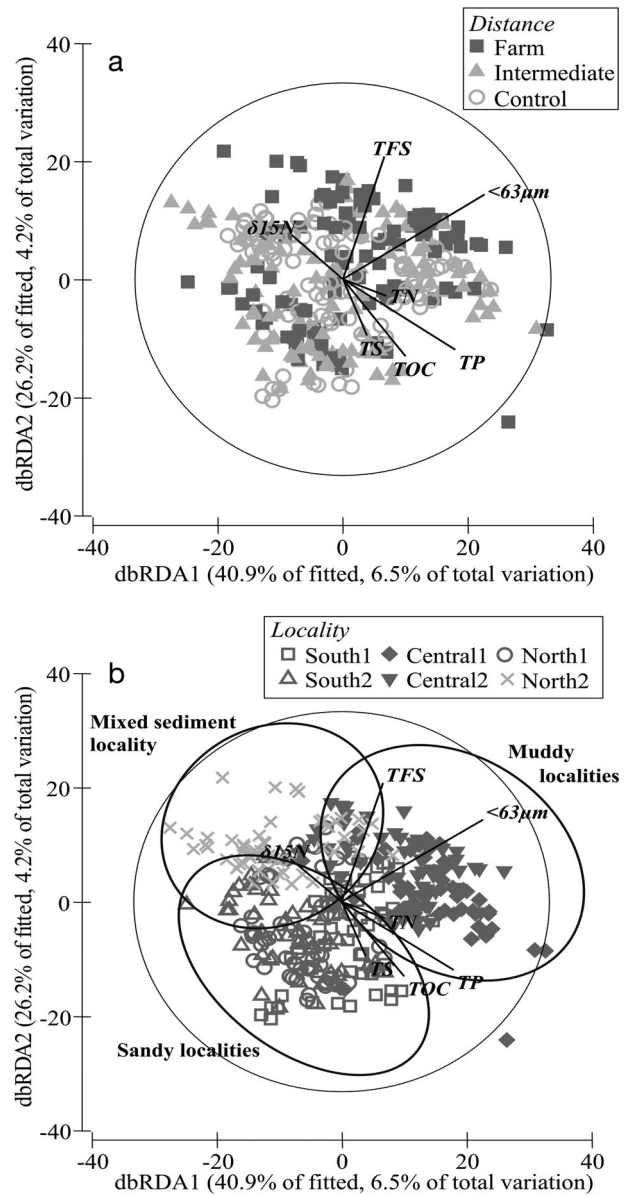 a
Distance
Farm
Intermediate
Control
40
20
0
-20
-40
dbRDA2 (26.2% of fitted, 4.2% of total variation)
TFS
<63μm
δ15N
TN
TS
TOC
TP
-40
-20
0
20
40
dbRDA1 (40.9% of fitted, 6.5% of total variation)
b
Locality
South1 Central1 North1
South2 Central2 North2
40
20
0
-20
-40
dbRDA2 (26.2% of fitted, 4.2% of total variation)
Mixed sediment
locality
Muddy
localities
TFS
<63μm
δ15N
TN
TS
TOC
TP
Sandy localities
-40
-20
0
20
40
dbRDA1 (40.9% of fitted, 6.5% of total variation)